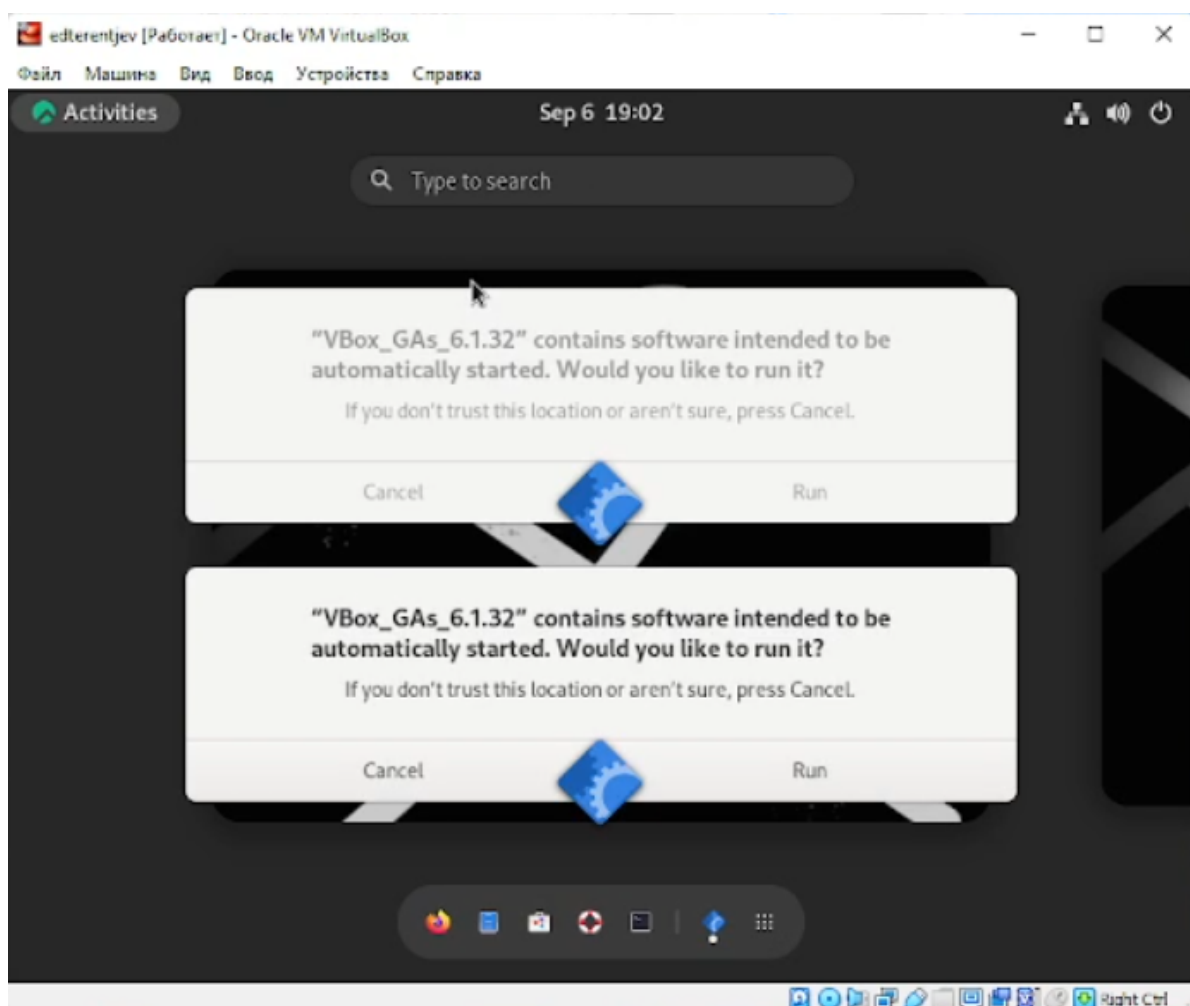 edterentjev [Работает] - Oracle VM VirtualBox
Файл Машина Вид Ввод Устройства Справка
Activities Sep 6 19:02
Type to search
“VBox_GAs_6.1.32” contains software intended to be
automatically started. Would you like to run it?
If you don't trust this location or aren't sure, press Cancel.
Cancel Run
“VBox_GAs_6.1.32” contains software intended to be
automatically started. Would you like to run it?
If you don't trust this location or aren't sure, press Cancel.
Cancel Run
Right Ctrl